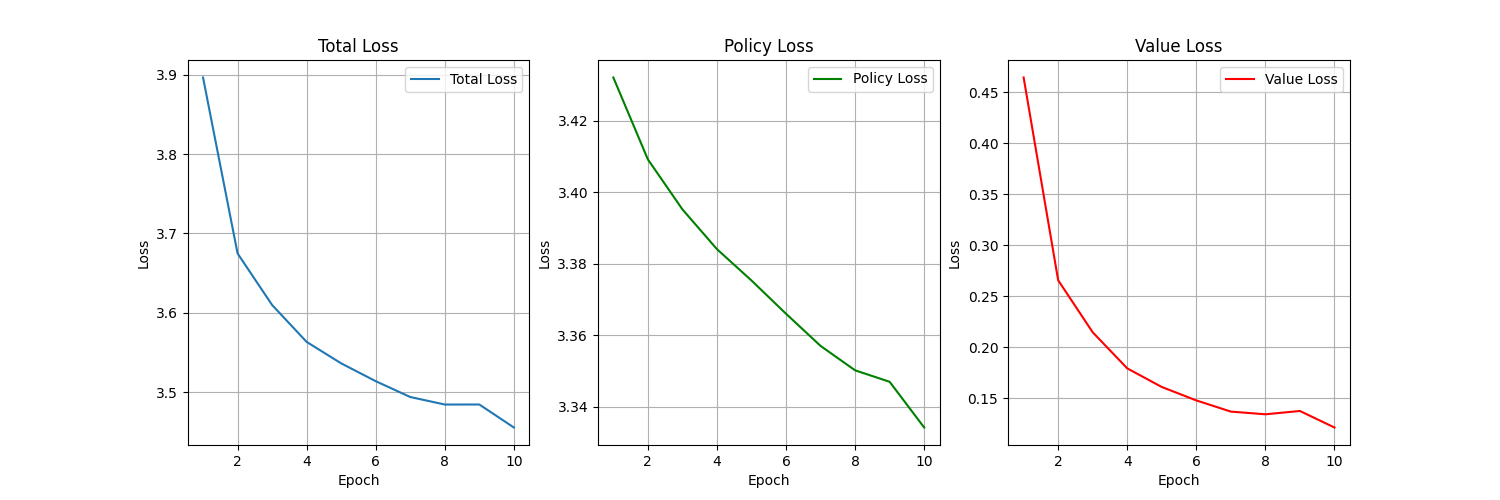 Total Loss
Total Loss
3.9
3.8
3.7
3.6
3.5
Loss
2 4 6 8 10
Epoch
Policy Loss
Policy Loss
3.42
3.40
3.38
3.36
3.34
Loss
2 4 6 8 10
Epoch
Value Loss
Value Loss
0.45
0.40
0.35
0.30
0.25
0.20
0.15
Loss
2 4 6 8 10
Epoch